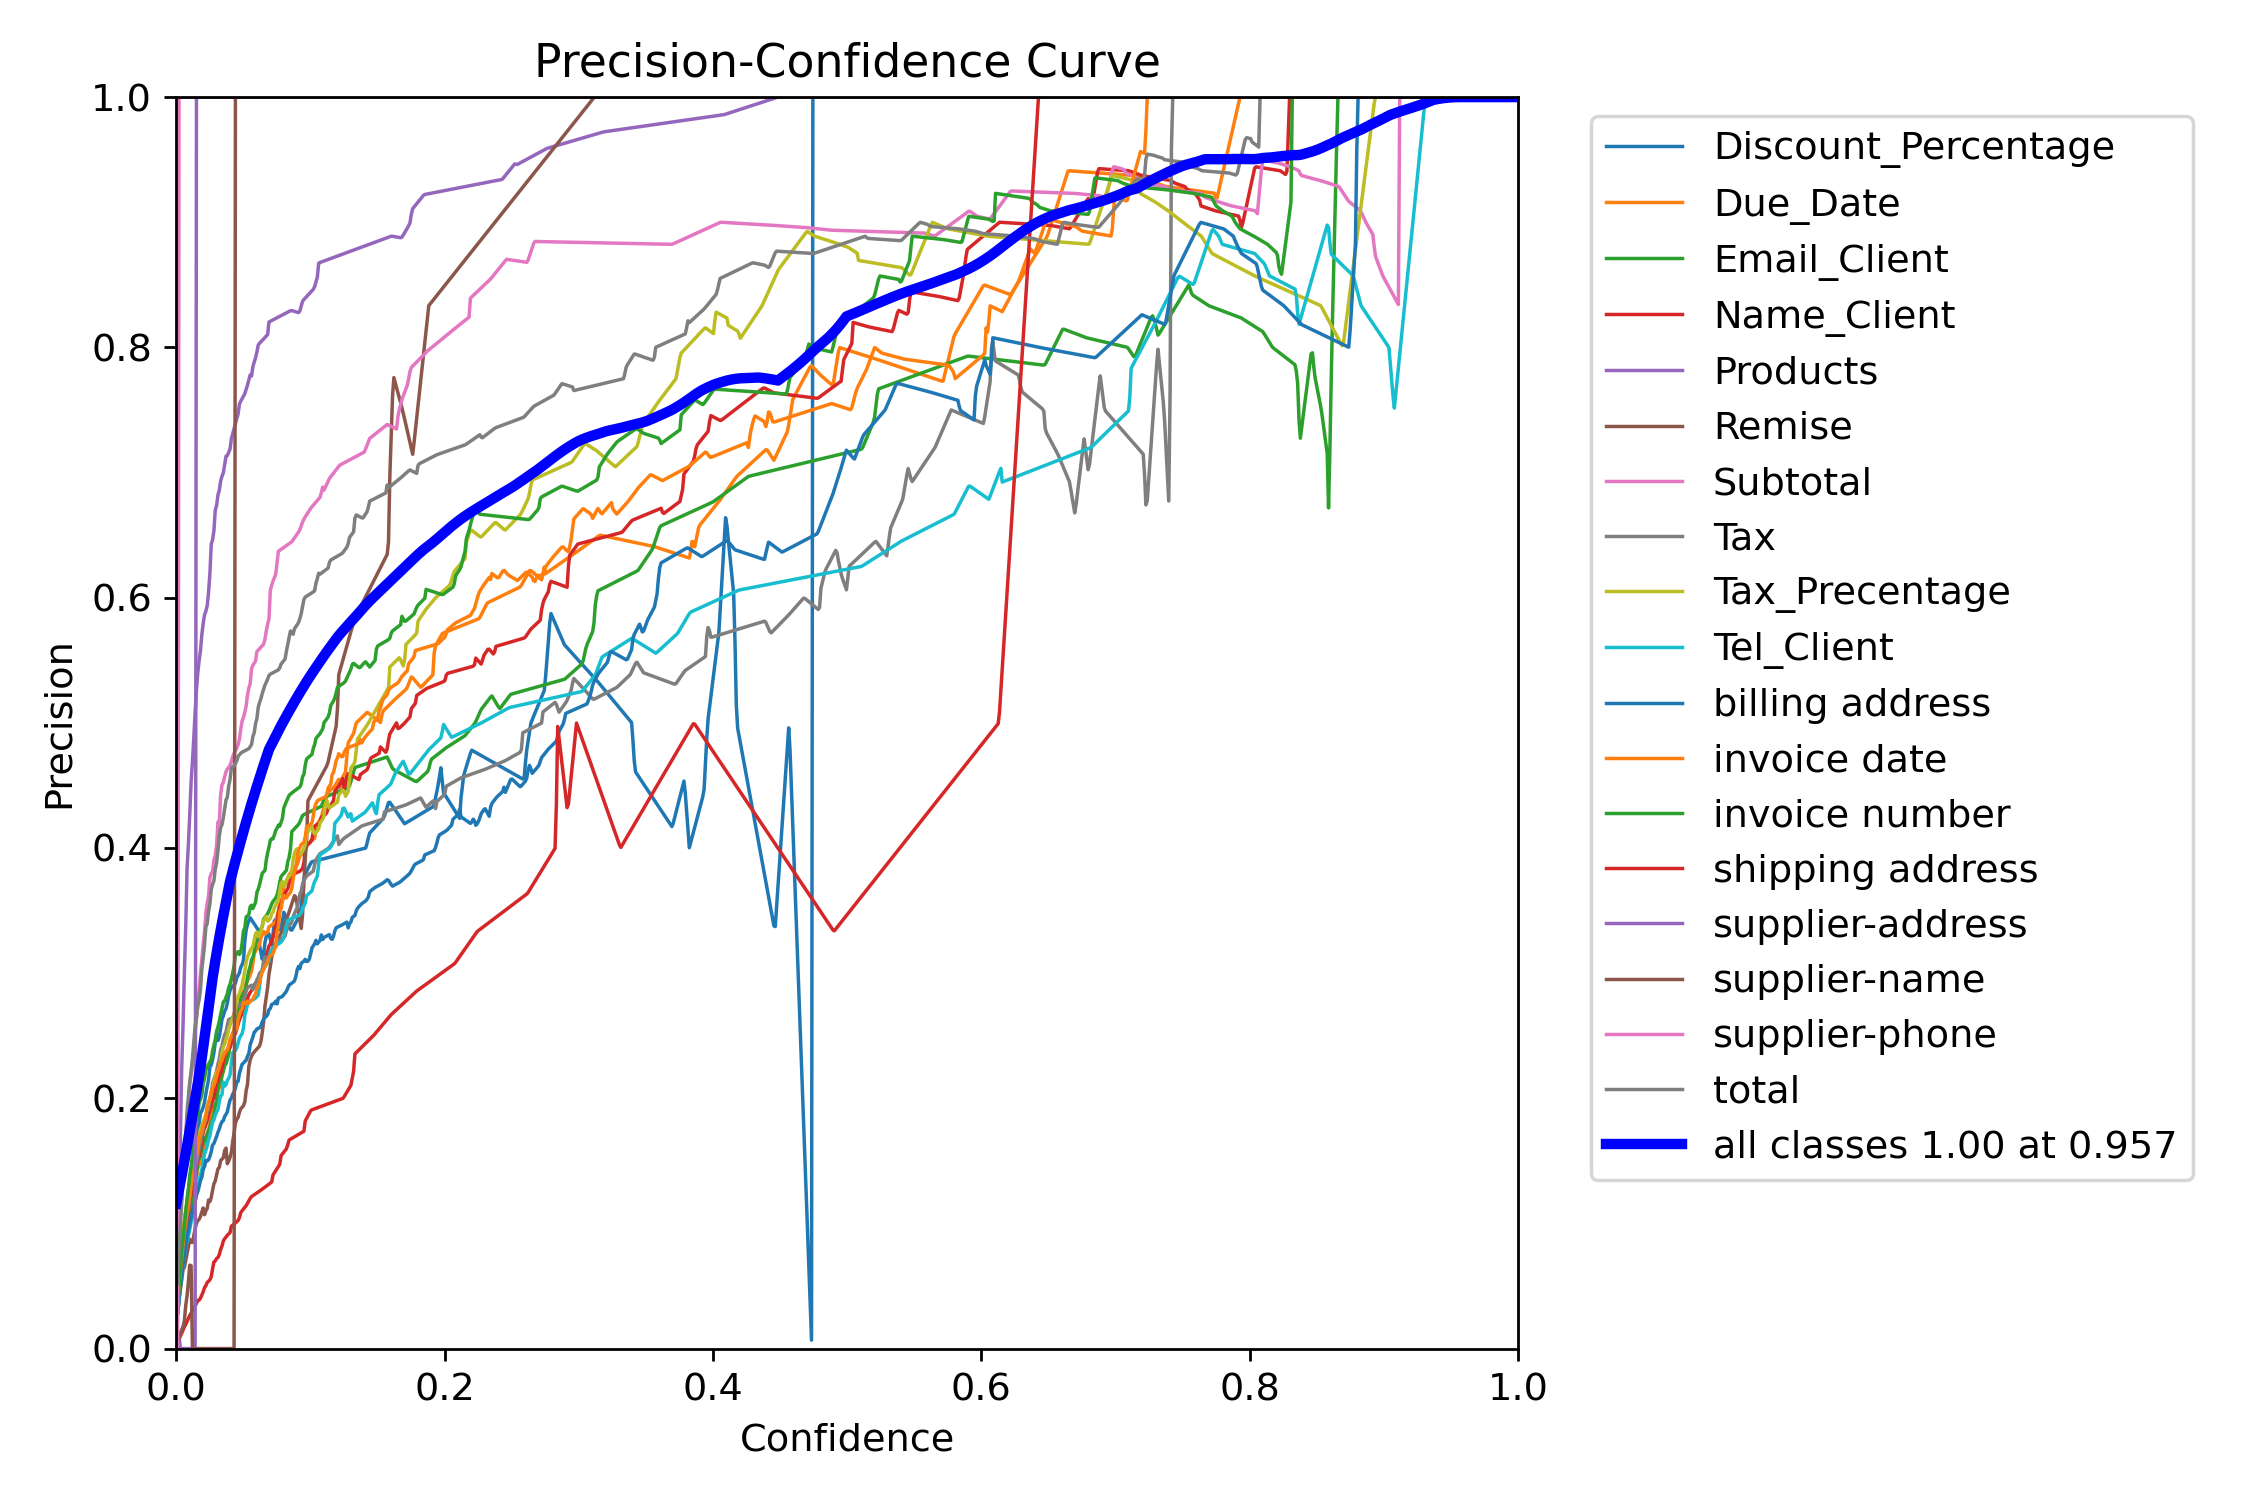 Precision-Confidence Curve
1.0
0.8
0.6
0.4
0.2
0.0
Precision
0.0 0.2 0.4 0.6 0.8 1.0
Confidence
Discount_Percentage
Due_Date
Email_Client
Name_Client
Products
Remise
Subtotal
Tax
Tax_Precentage
Tel_Client
billing address
invoice date
invoice number
shipping address
supplier-address
supplier-name
supplier-phone
total
all classes 1.00 at 0.957